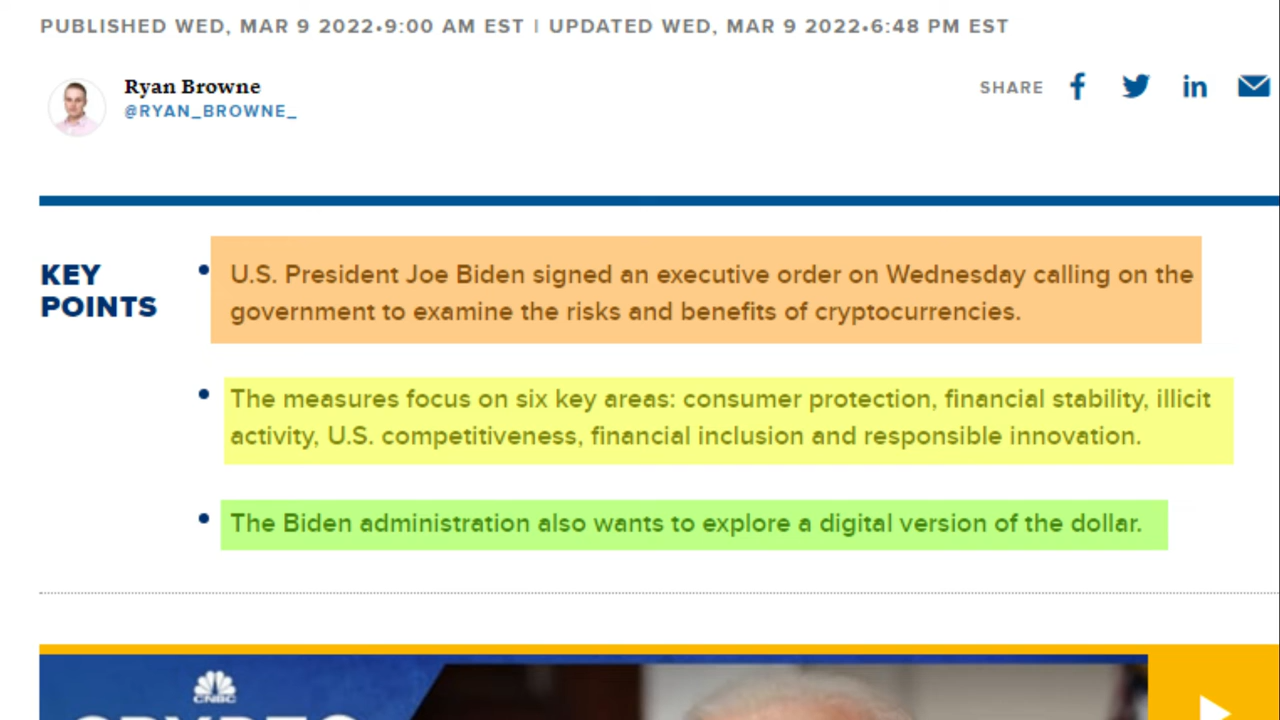 PUBLISHED WED, MAR 9 2022•9:00 AM EST | UPDATED WED, MAR 9 2022•6:48 PM EST
Ryan Browne
@RYAN_BROWNE_
SHARE
KEY
POINTS
• U.S. President Joe Biden signed an executive order on Wednesday calling on the
government to examine the risks and benefits of cryptocurrencies.
• The measures focus on six key areas: consumer protection, financial stability, illicit
activity, U.S. competitiveness, financial inclusion and responsible innovation.
• The Biden administration also wants to explore a digital version of the dollar.
CNBC